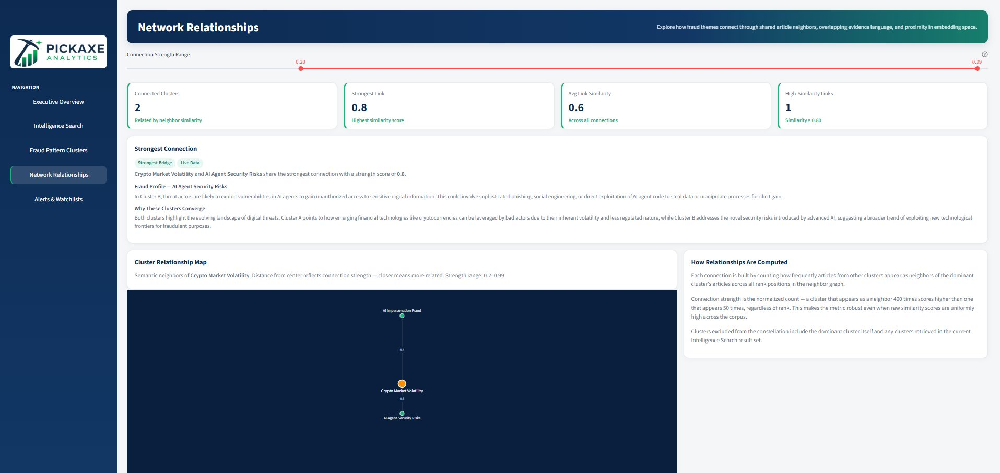 PICKAXE
ANALYTICS
NAVIGATION
Executive Overview
Intelligence Search
Fraud Pattern Clusters
Network Relationships
Alerts & Watchlists
Network Relationships
Explore how fraud themes connect through shared article neighbors, overlapping evidence language, and proximity in embedding space.
Connection Strength Range
0.20
0.99
Connected Clusters
2
Related by neighbor similarity
Strongest Link
0.8
Highest similarity score
Avg Link Similarity
0.6
Across all connections
High-Similarity Links
1
Similarity ≥ 0.80
Strongest Connection
Strongest Bridge
Live Data
Crypto Market Volatility and AI Agent Security Risks share the strongest connection with a strength score of 0.8.
Fraud Profile — AI Agent Security Risks
In Cluster B, threat actors are likely to exploit vulnerabilities in AI agents to gain unauthorized access to sensitive digital information. This could involve sophisticated phishing, social engineering, or direct exploitation of AI agent code to steal data or manipulate processes for illicit gain.
Why These Clusters Converge
Both clusters highlight the evolving landscape of digital threats. Cluster A points to how emerging financial technologies like cryptocurrencies can be leveraged by bad actors due to their inherent volatility and less regulated nature, while Cluster B addresses the novel security risks introduced by advanced AI, suggesting a broader trend of exploiting new technological
frontiers for fraudulent purposes.
Cluster Relationship Map
Semantic neighbors of Crypto Market Volatility. Distance from center reflects connection strength — closer means more related. Strength range: 0.2–0.99.
AI Impersonation Fraud
0.4
Crypto Market Volatility
0.8
AI Agent Security Risks
How Relationships Are Computed
Each connection is built by counting how frequently articles from other clusters appear as neighbors of the dominant
cluster's articles across all rank positions in the neighbor graph.
Connection strength is the normalized count — a cluster that appears as a neighbor 400 times scores higher than one
that appears 50 times, regardless of rank. This makes the metric robust even when raw similarity scores are uniformly
high across the corpus.
Clusters excluded from the constellation include the dominant cluster itself and any clusters retrieved in the current
Intelligence Search result set.